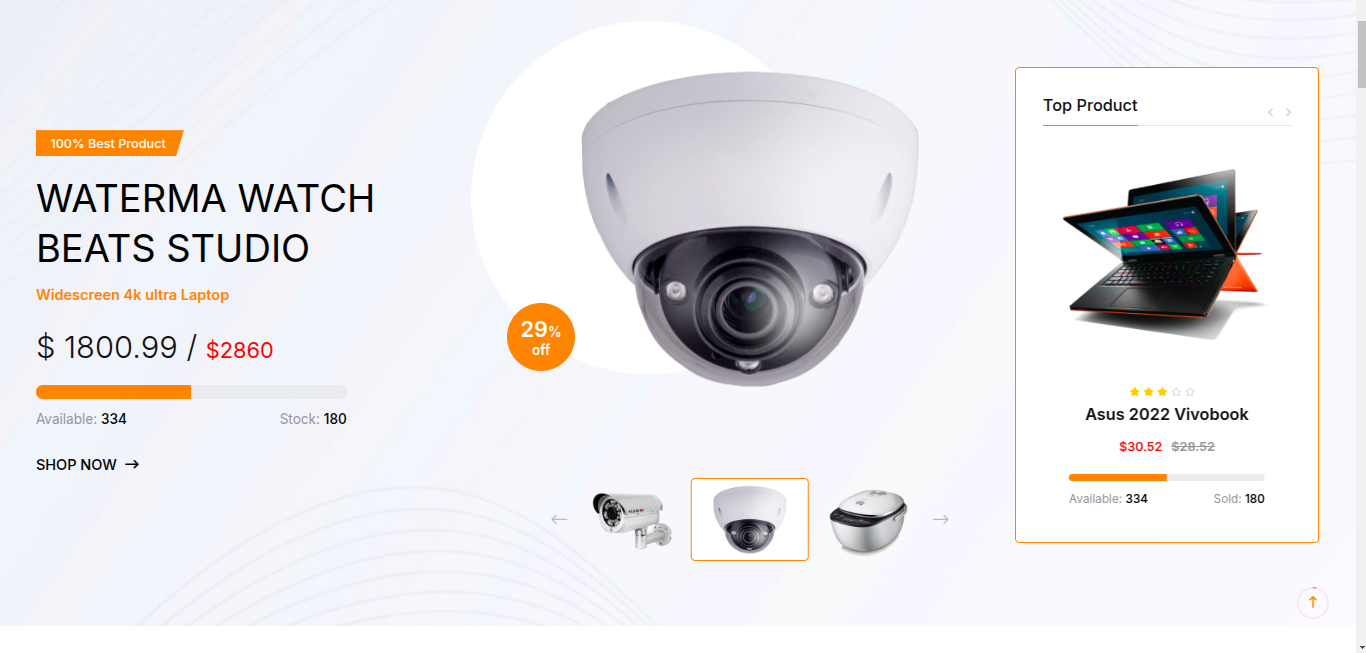 100% Best Product
WATERMA WATCH
BEATS STUDIO
Widescreen 4k ultra Laptop
$ 1800.99 / $2860
Available: 334 Stock: 180
SHOP NOW
29%
off
Top Product
Asus 2022 Vivobook
$30.52 $28.52
Available: 334 Sold: 180